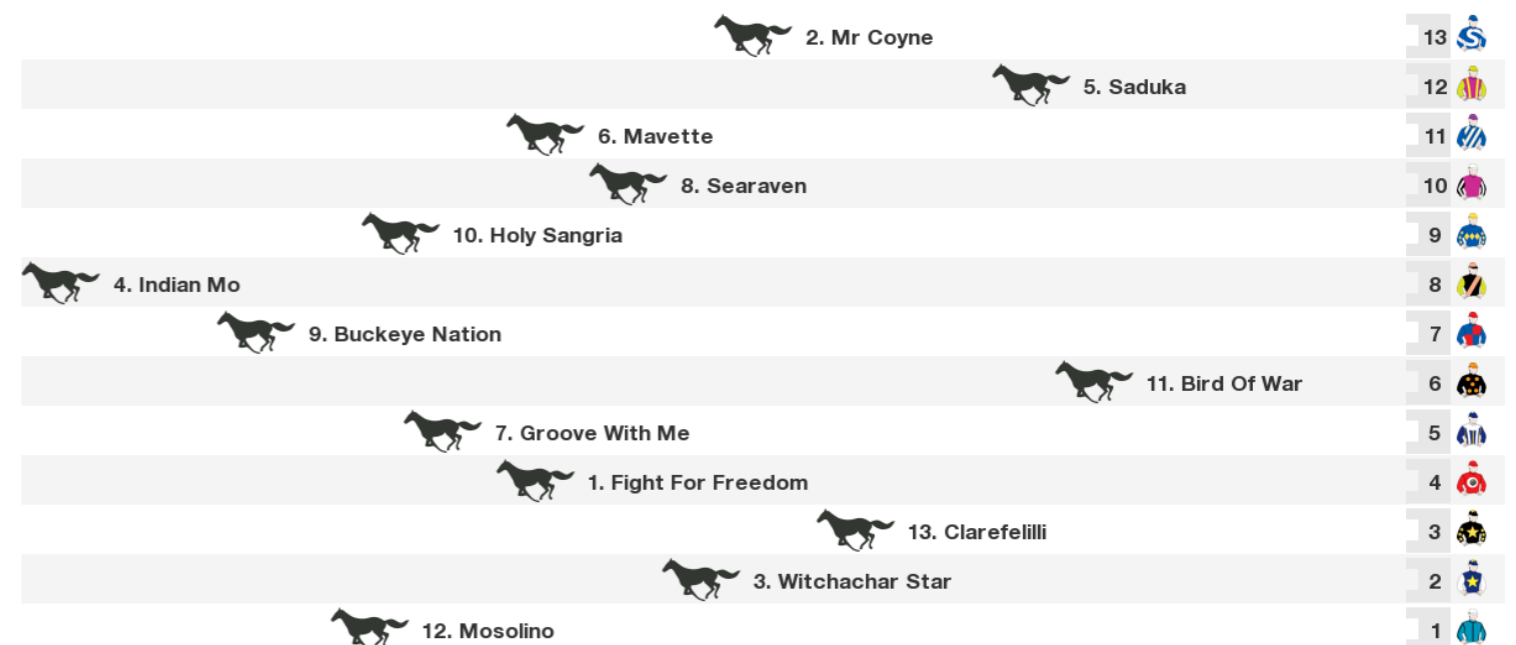 2. Mr Coyne 13
5. Saduka 12
6. Mavette 11
8. Searaven 10
10. Holy Sangria 9
4. Indian Mo 8
9. Buckeye Nation 7
11. Bird Of War 6
7. Groove With Me 5
1. Fight For Freedom 4
13. Clarefelilli 3
3. Witchachar Star 2
12. Mosolino 1